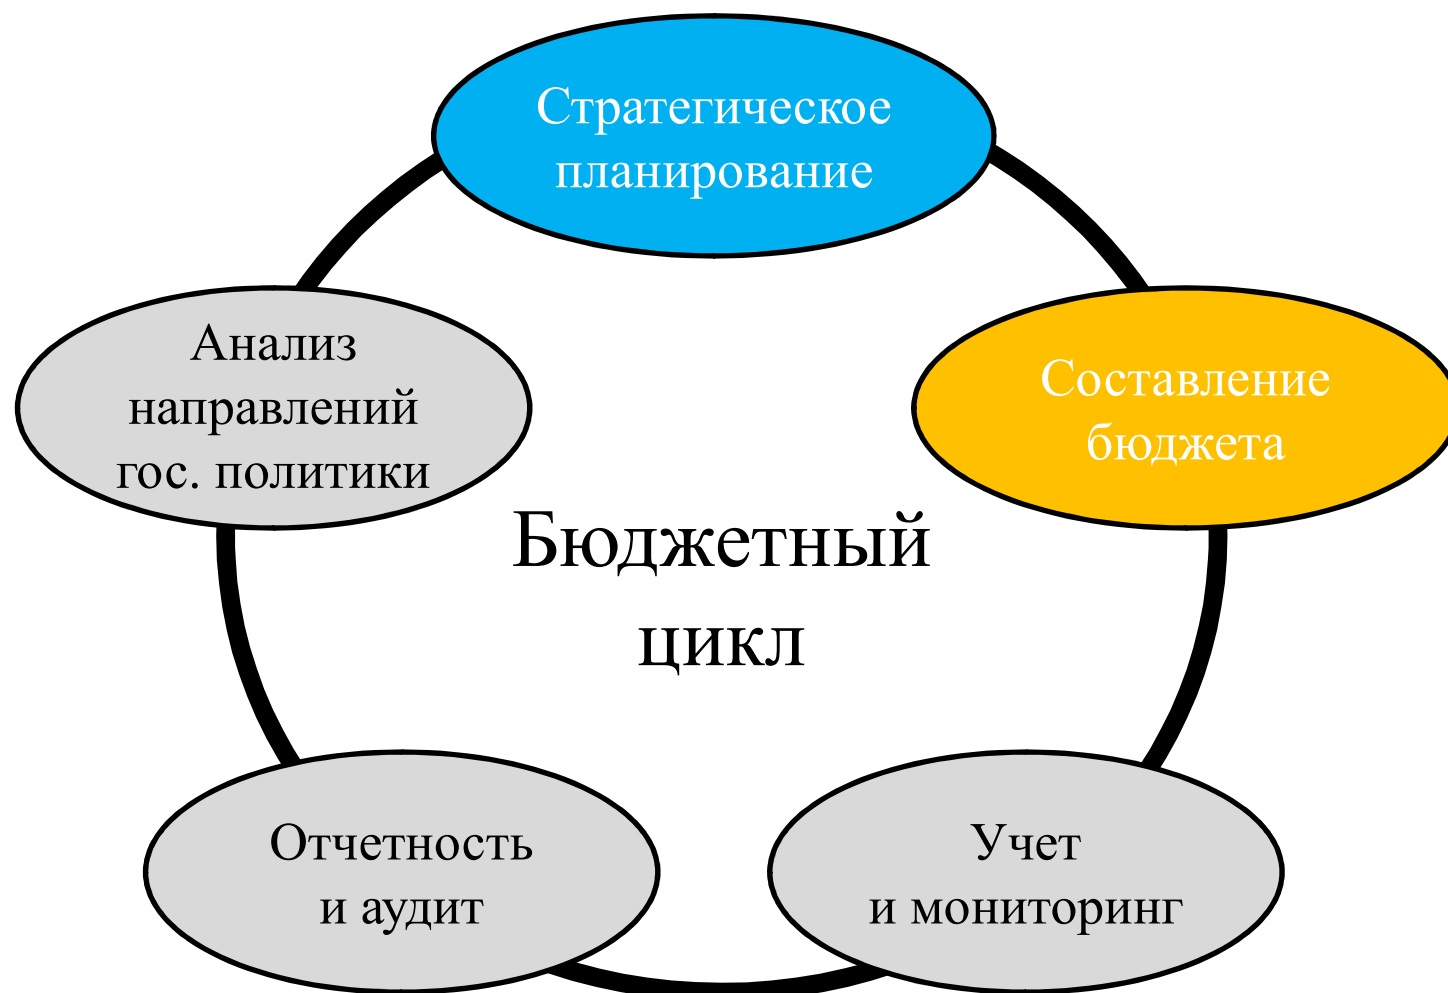 Стратегическое
планирование
Анализ
направлений
гос. политики
Составление
бюджета
Бюджетный
цикл
Отчетность
и аудит
Учет
и мониторинг